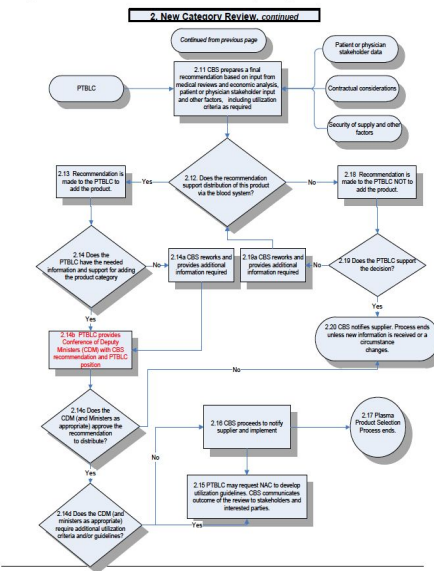 2. New Category Review, continued
Continued from previous page
Patient or physician
stakeholder data
2.11 CBS prepares a final
recommendation based on input from
medical reviews and economic analysis,
patient or physician stakeholder input
and other factors, including utilization
criteria as required
PTBLC
Contractual considerations
Security of supply and other
factors
2.13 Recommendation is
made to the PTBLC to
add the product.
Yes
2.12. Does the recommendation
support distribution of this product
via the blood system?
No
2.18 Recommendation is
made to the PTBLC NOT to
add the product.
2.14 Does the
PTBLC have the needed
information and support for adding
the product category
No
2.14a CBS reworks and
provides additional
information required
2.19a CBS reworks
and provides additional
information required
No
2.19 Does the PTBLC support
the decision?
Yes
Yes
2.14b PTBLC provides
Conference of Deputy
Ministers (CDM) with CBS
recommendation and PTBLC
position
2.20 CBS notifies supplier. Process ends
unless new information is received or a
circumstance
changes.
No
2.14c Does the
CDM (and Ministers as
appropriate) approve the
recommendation
to distribute?
2.16 CBS proceeds to notify
supplier and implement
2.17 Plasma
Product Selection
Process ends.
No
Yes
2.15 PTBLC may request NAC to develop
utilization guidelines. CBS communicates
outcome of the review to stakeholders and
interested parties.
2.14d Does the CDM (and
ministers as appropriate)
require additional utilization
criteria and/or guidelines?
Yes